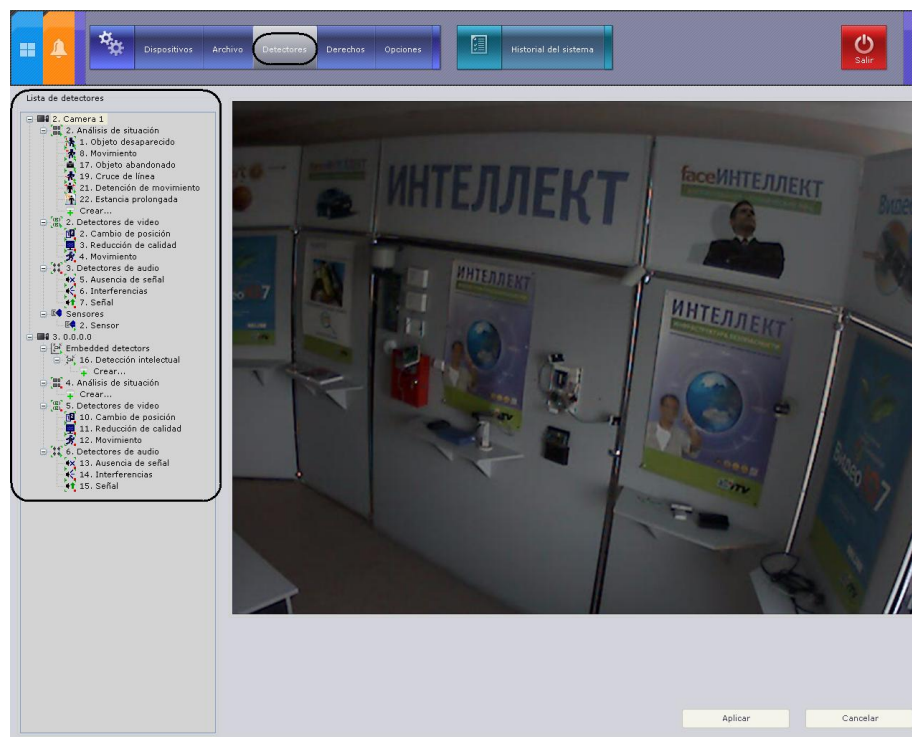 Dispositivos
Archivo
Detectores
Derechos
Opciones
Historial del sistema
Salir
Lista de detectores
2. Camera 1
2. Análisis de situación
1. Objeto desaparecido
8. Movimiento
17. Objeto abandonado
19. Cruce de línea
21. Detención de movimiento
22. Estancia prolongada
Crear...
2. Detectores de video
2. Cambio de posición
3. Reducción de calidad
4. Movimiento
3. Detectores de audio
5. Ausencia de señal
6. Interferencias
7. Señal
Sensores
2. Sensor
3. 0.0.0.0
Embedded detectors
16. Detección intelectual
Crear...
4. Análisis de situación
Crear...
5. Detectores de video
10. Cambio de posición
11. Reducción de calidad
12. Movimiento
6. Detectores de audio
13. Ausencia de señal
14. Interferencias
15. Señal
ИНТЕЛЛЕКТ
faceИНТЕЛЛЕКТ
ИНТЕЛЛЕКТ
ИНТЕЛЛЕКТ
ИНФРАСТРУКТУРА БЕЗОПАСНОСТИ
ITV
7
Видео 7
Aplicar
Cancelar